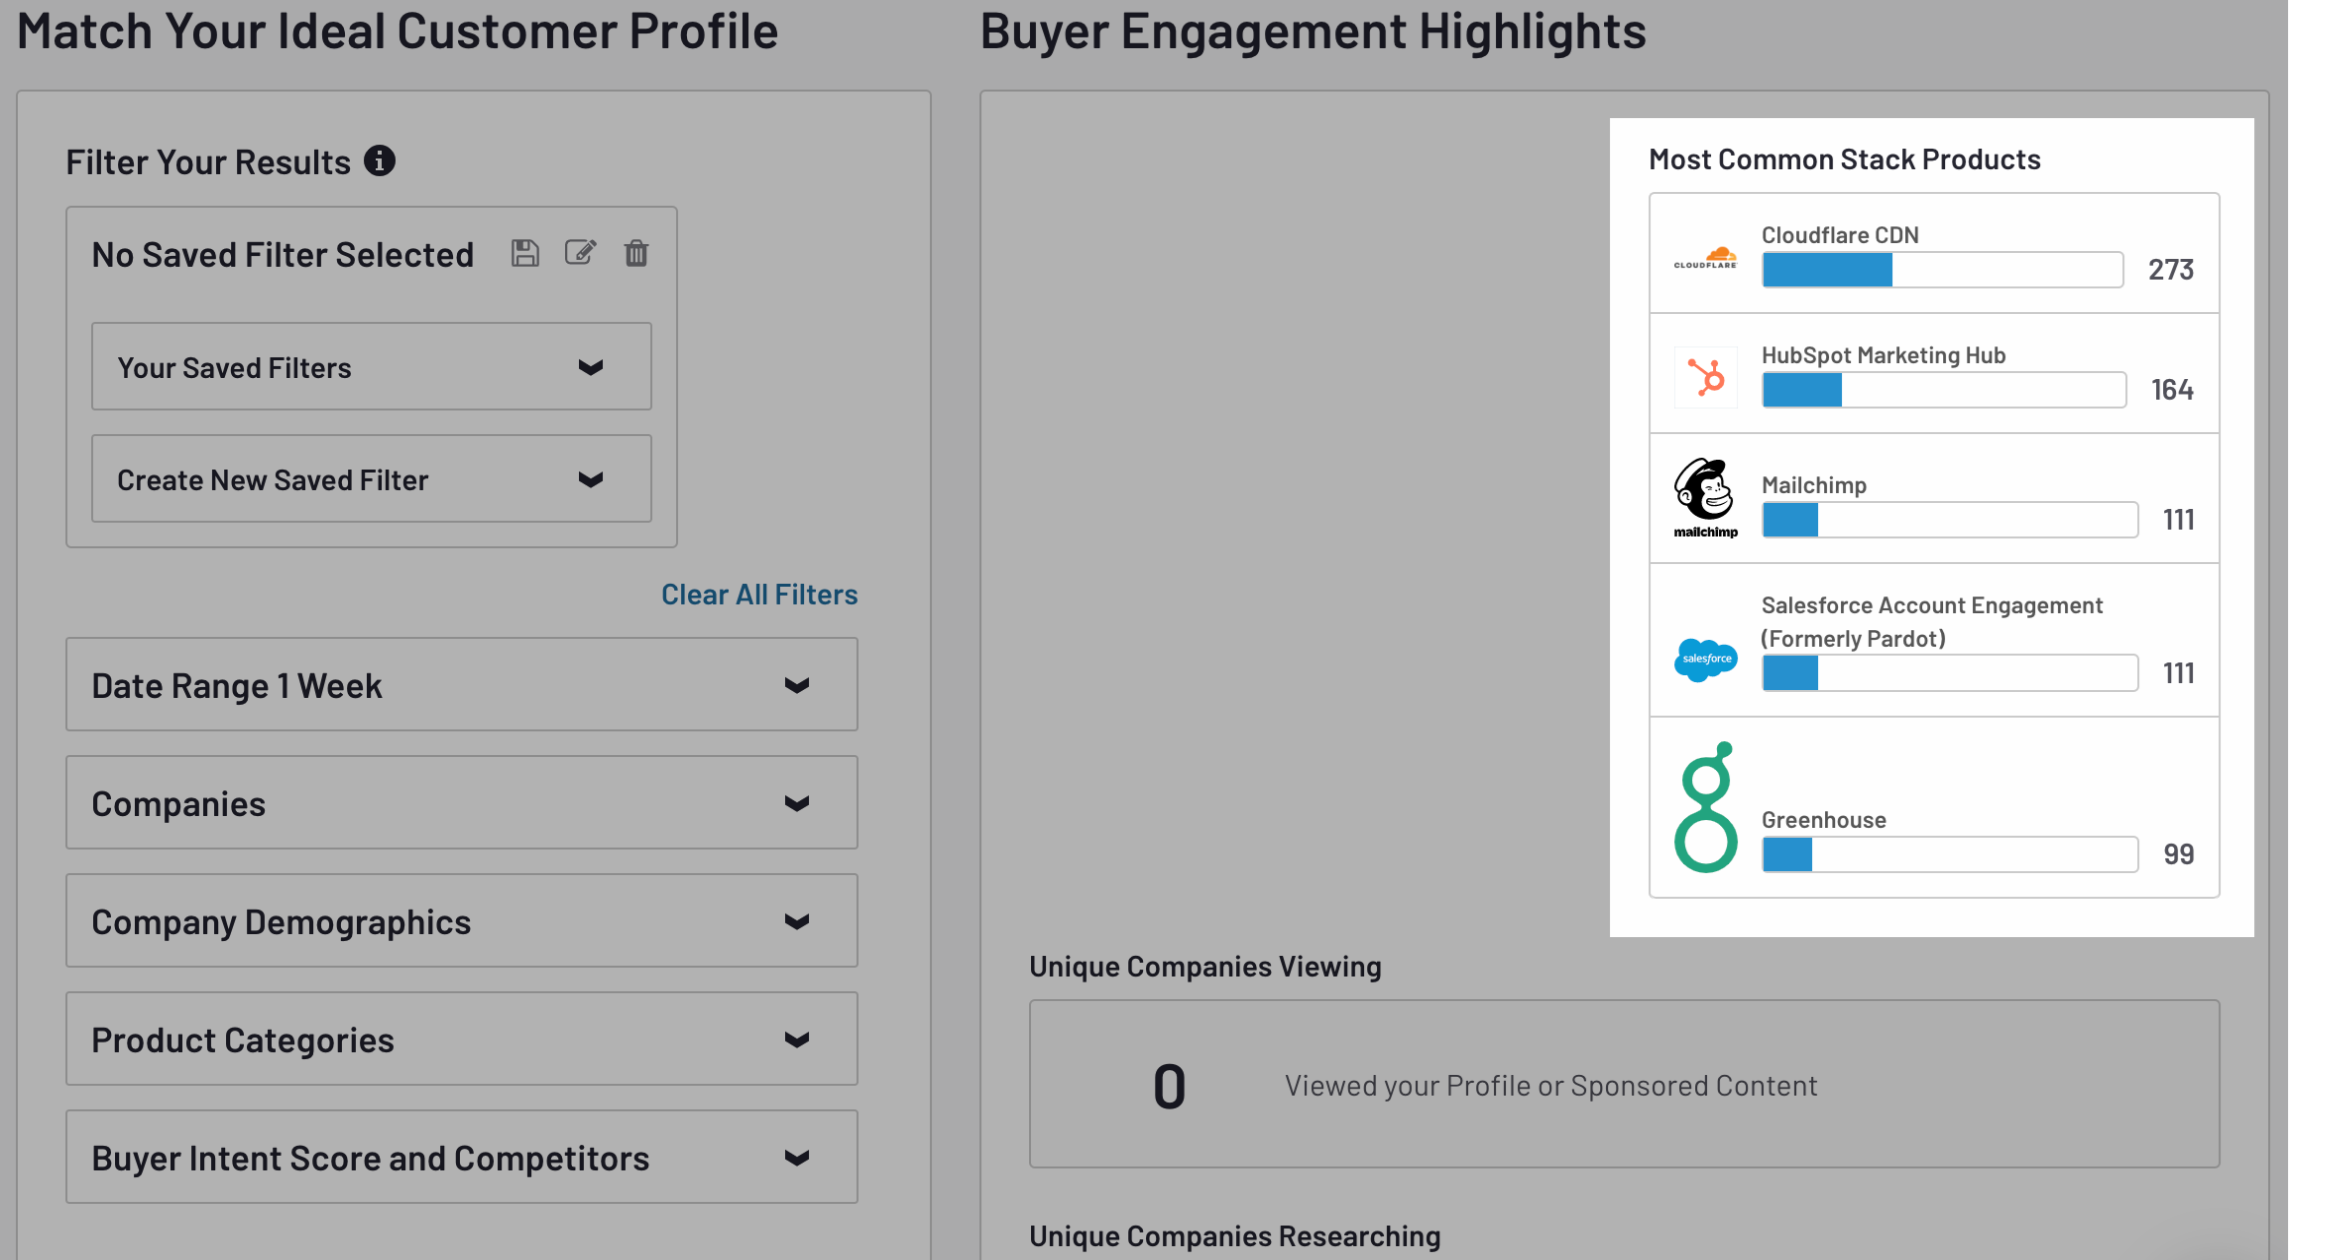 Match Your Ideal Customer Profile
Filter Your Results
No Saved Filter Selected
Your Saved Filters
Create New Saved Filter
Clear All Filters
Date Range 1 Week
Companies
Company Demographics
Product Categories
Buyer Intent Score and Competitors
Buyer Engagement Highlights
Most Common Stack Products
CLOUDFLARE
Cloudflare CDN
273
HubSpot Marketing Hub
164
mailchimp
Mailchimp
111
salesforce
Salesforce Account Engagement
(Formerly Pardot)
111
Greenhouse
99
Unique Companies Viewing
0 Viewed your Profile or Sponsored Content
Unique Companies Researching